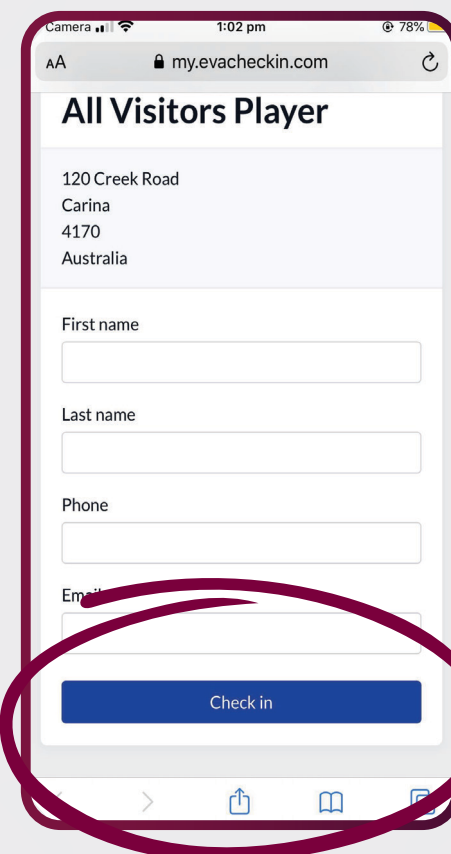 Camera 1:02 pm 78%
AA my.evacheckin.com
All Visitors Player
120 Creek Road
Carina
4170
Australia
First name
Last name
Phone
Email
Check in